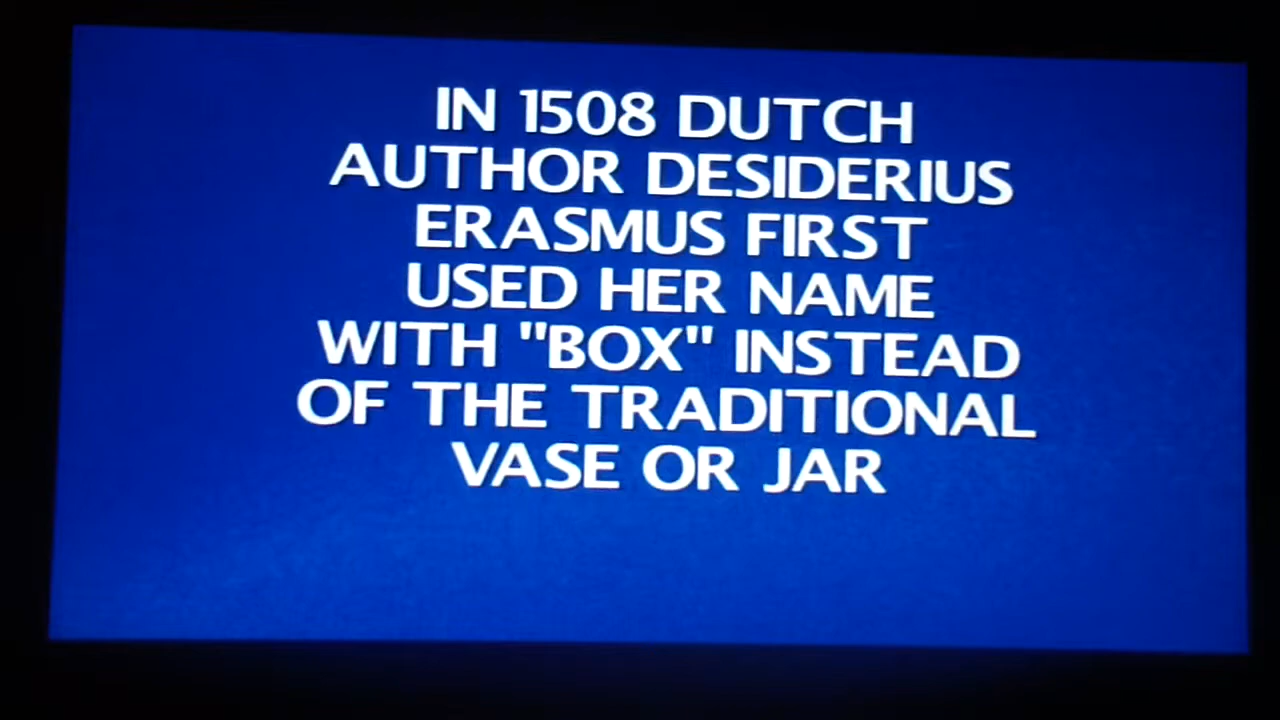 IN 1508 DUTCH
AUTHOR DESIDERIUS
ERASMUS FIRST
USED HER NAME
WITH "BOX" INSTEAD
OF THE TRADITIONAL
VASE OR JAR